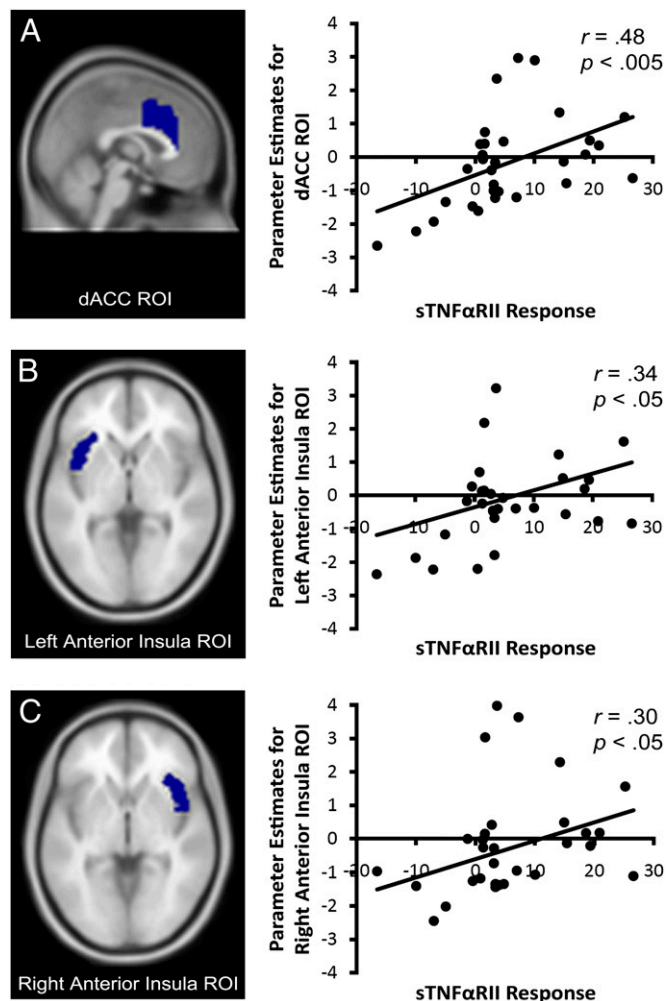 A
dACC ROI
Parameter Estimates for
dACC ROI
r = .48
p < .005
4
3
2
1
0
-1
-2
-3
-4
-20
-10
0
10
20
30
sTNFαRII Response
B
Left Anterior Insula ROI
Parameter Estimates for
Left Anterior Insula ROI
r = .34
p < .05
4
3
2
1
0
-1
-2
-3
-4
-20
-10
0
10
20
30
sTNFαRII Response
C
Right Anterior Insula ROI
Parameter Estimates for
Right Anterior Insula ROI
r = .30
p < .05
4
3
2
1
0
-1
-2
-3
-4
-20
-10
0
10
20
30
sTNFαRII Response